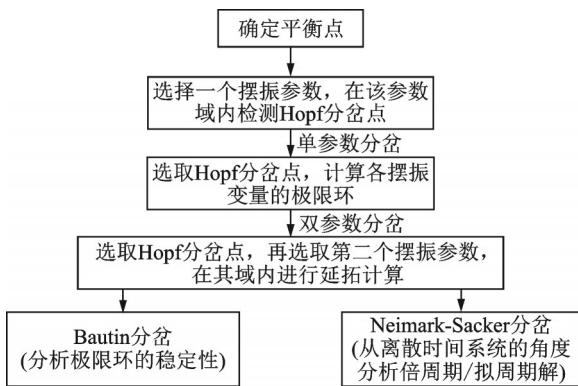 确定平衡点
选择一个摆振参数，在该参数
域内检测Hopf分岔点
单参数分岔
选取Hopf分岔点，计算各摆振
变量的极限环
双参数分岔
选取Hopf分岔点，再选取第二个摆振参数，
在其域内进行延拓计算
Bautin分岔
(分析极限环的稳定性)
Neimark-Sacker分岔
(从离散时间系统的角度
分析倍周期/拟周期解)